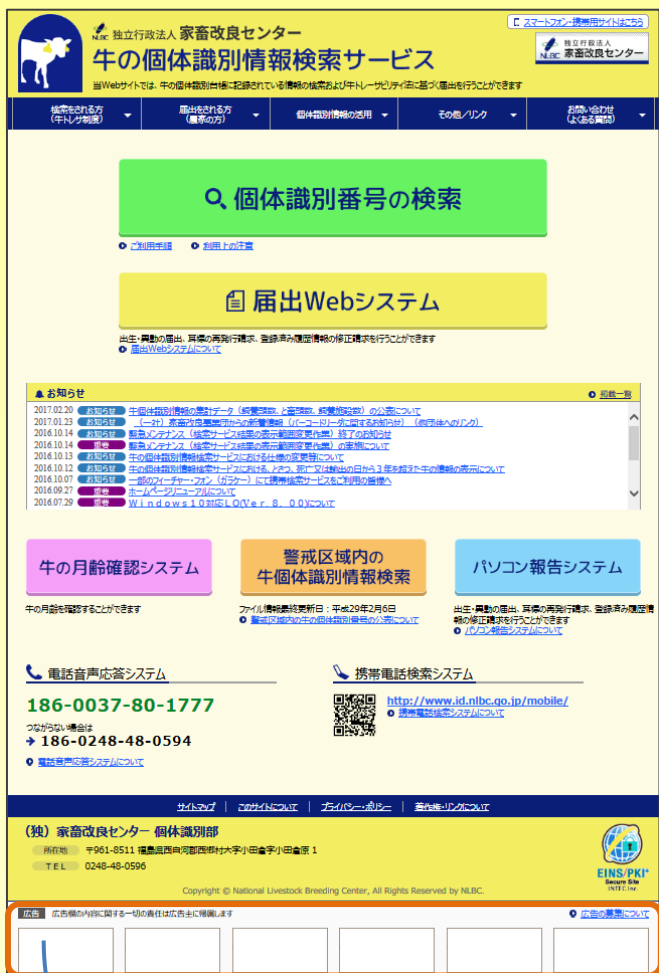 スマートフォン・携帯用サイトはこちら
NLBC 独立行政法人 家畜改良センター
牛の個体識別情報検索サービス
NLBC 独立行政法人 家畜改良センター
当Webサイトでは、牛の個体識別台帳に記録されている情報の検索および牛トレーサビリティ法に基づく届出を行うことができます
検索をされる方 (牛トレサ制度) 届出をされる方 (農家の方) 個体識別情報の活用 その他／リンク お問い合わせ (よくある質問)
個体識別番号の検索
ご利用手順 利用上の注意
届出Webシステム
出生・異動の届出、耳標の再発行請求、登録済み履歴情報の修正請求を行うことができます
届出Webシステムについて
お知らせ 掲載一覧
2017.02.20 お知らせ 牛個体識別情報の集計データ（飼養頭数、と畜頭数、飼養施設数）の公表について
2017.01.23 お知らせ （一社）家畜改良事業団からの新着情報（バーコードリーダに関するお知らせ）（例団体へのリンク）
2016.10.14 お知らせ 緊急メンテナンス（検索サービス結果の表示範囲変更作業）終了のお知らせ
2016.10.14 重要 緊急メンテナンス（検索サービス結果の表示範囲変更作業）の実施について
2016.10.13 お知らせ 牛の個体識別情報検索サービスにおける仕様の変更等について
2016.10.12 お知らせ 牛の個体識別情報検索サービスにおける、とさつ、死亡又は輸出の日から３年を超えた牛の情報の表示について
2016.10.07 お知らせ 一部のフィーチャー・フォン（ガラケー）にて携帯検索サービスをご利用の皆様へ
2016.09.27 重要 ホームページリニューアルについて
2016.07.29 重要 Ｗｉｎｄｏｗｓ１０対応LO(Ｖｅｒ．８．００)について
牛の月齢確認システム
牛の月齢を確認することができます
警戒区域内の
牛個体識別情報検索
ファイル情報最終更新日：平成29年2月6日
警戒区域内の牛の個体識別番号の公表について
パソコン報告システム
出生・異動の届出、耳標の再発行請求、登録済み履歴情報の修正請求を行うことができます
パソコン報告システムについて
電話音声応答システム
186-0037-80-1777
つながらない場合は
186-0248-48-0594
電話音声応答システムについて
携帯電話検索システム
http://www.id.nlbc.go.jp/mobile/
携帯電話検索システムについて
サイトマップ | このサイトについて | プライバシー・ポリシー | 著作権・リンクについて
（独）家畜改良センター 個体識別部
所在地 〒961-8511 福島県西白河郡西郷村大字小田倉字小田倉原 1
ＴＥＬ 0248-48-0596
EINS/PKI+
Secure Site
INTEC Inc.
Copyright © National Livestock Breeding Center, All Rights Reserved by NLBC.
広告 広告欄の内容に関する一切の責任は広告主に帰属します 広告の募集について